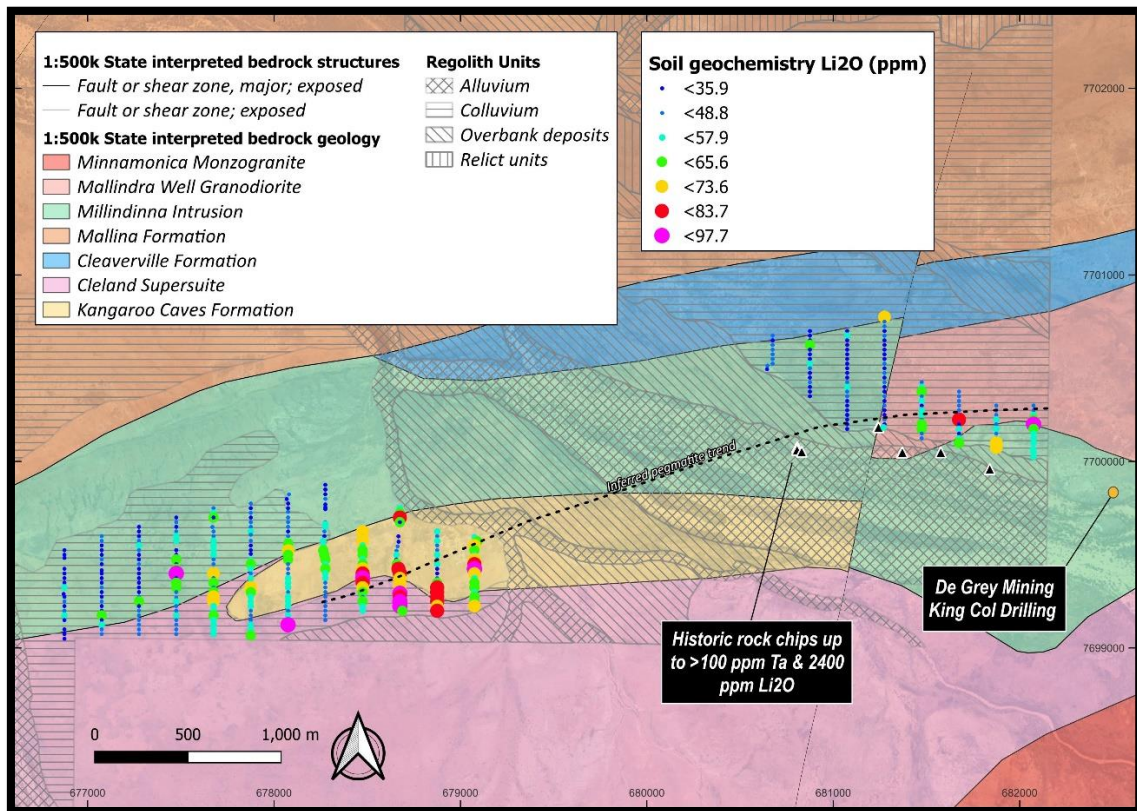 1:500k State interpreted bedrock structures
Fault or shear zone, major; exposed
Fault or shear zone; exposed
1:500k State interpreted bedrock geology
Minnamonica Monzogranite
Mallindra Well Granodiorite
Millindinna Intrusion
Mallina Formation
Cleaverville Formation
Cleland Supersuite
Kangaroo Caves Formation
Regolith Units
Alluvium
Colluvium
Overbank deposits
Relict units
Soil geochemistry Li2O (ppm)
<35.9
<48.8
<57.9
<65.6
<73.6
<83.7
<97.7
7702000
7701000
7700000
7699000
Inferred pegmatite trend
De Grey Mining
King Col Drilling
Historic rock chips up
to >100 ppm Ta & 2400
ppm Li2O
0 500 1,000 m
677000 678000 679000 680000 681000 682000